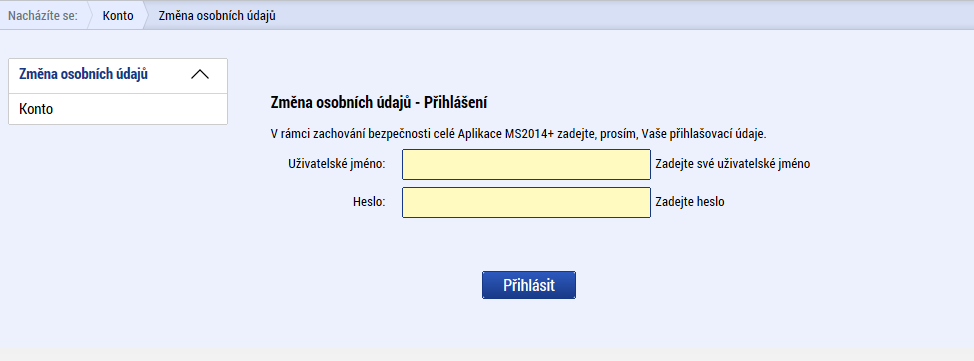 Nacházíte se: Konto Změna osobních údajů
Změna osobních údajů
Konto
Změna osobních údajů - Přihlášení
V rámci zachování bezpečnosti celé Aplikace MS2014+ zadejte, prosím, Vaše přihlašovací údaje.
Uživatelské jméno: Zadejte své uživatelské jméno
Heslo: Zadejte heslo
Přihlásit